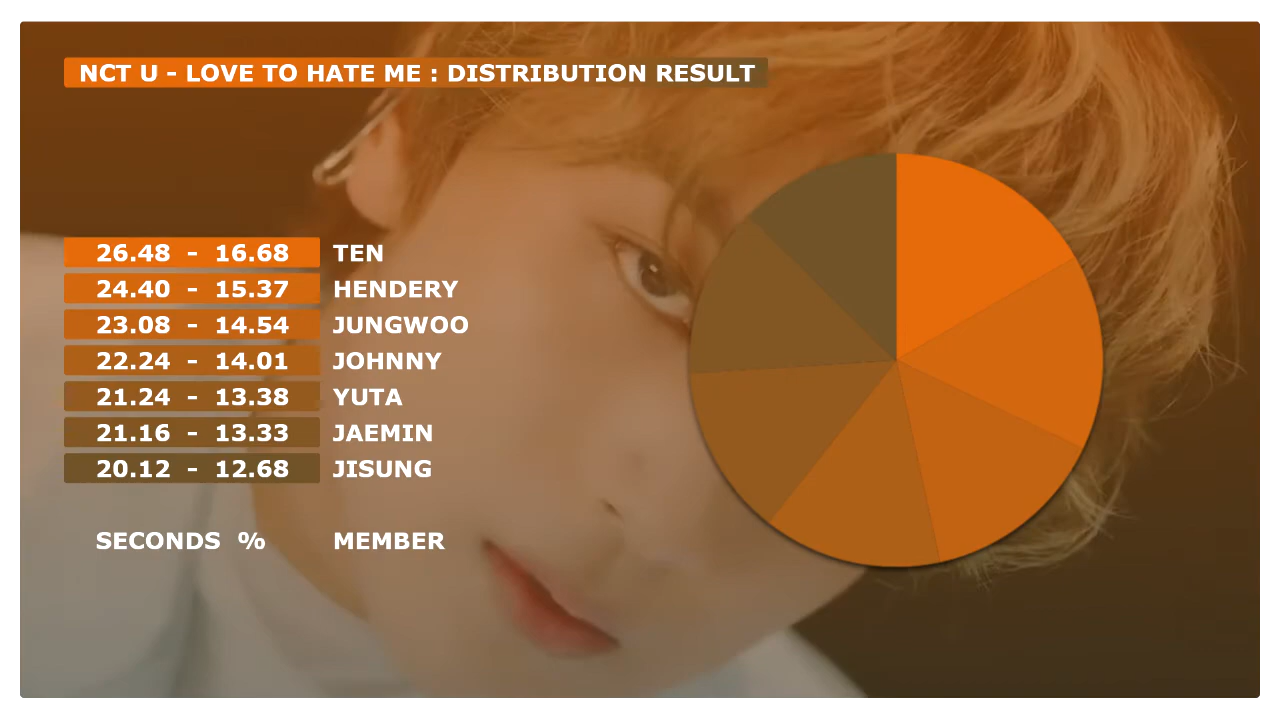 NCT U - LOVE TO HATE ME : DISTRIBUTION RESULT
26.48 - 16.68 TEN
24.40 - 15.37 HENDERY
23.08 - 14.54 JUNGWOO
22.24 - 14.01 JOHNNY
21.24 - 13.38 YUTA
21.16 - 13.33 JAEMIN
20.12 - 12.68 JISUNG
SECONDS % MEMBER